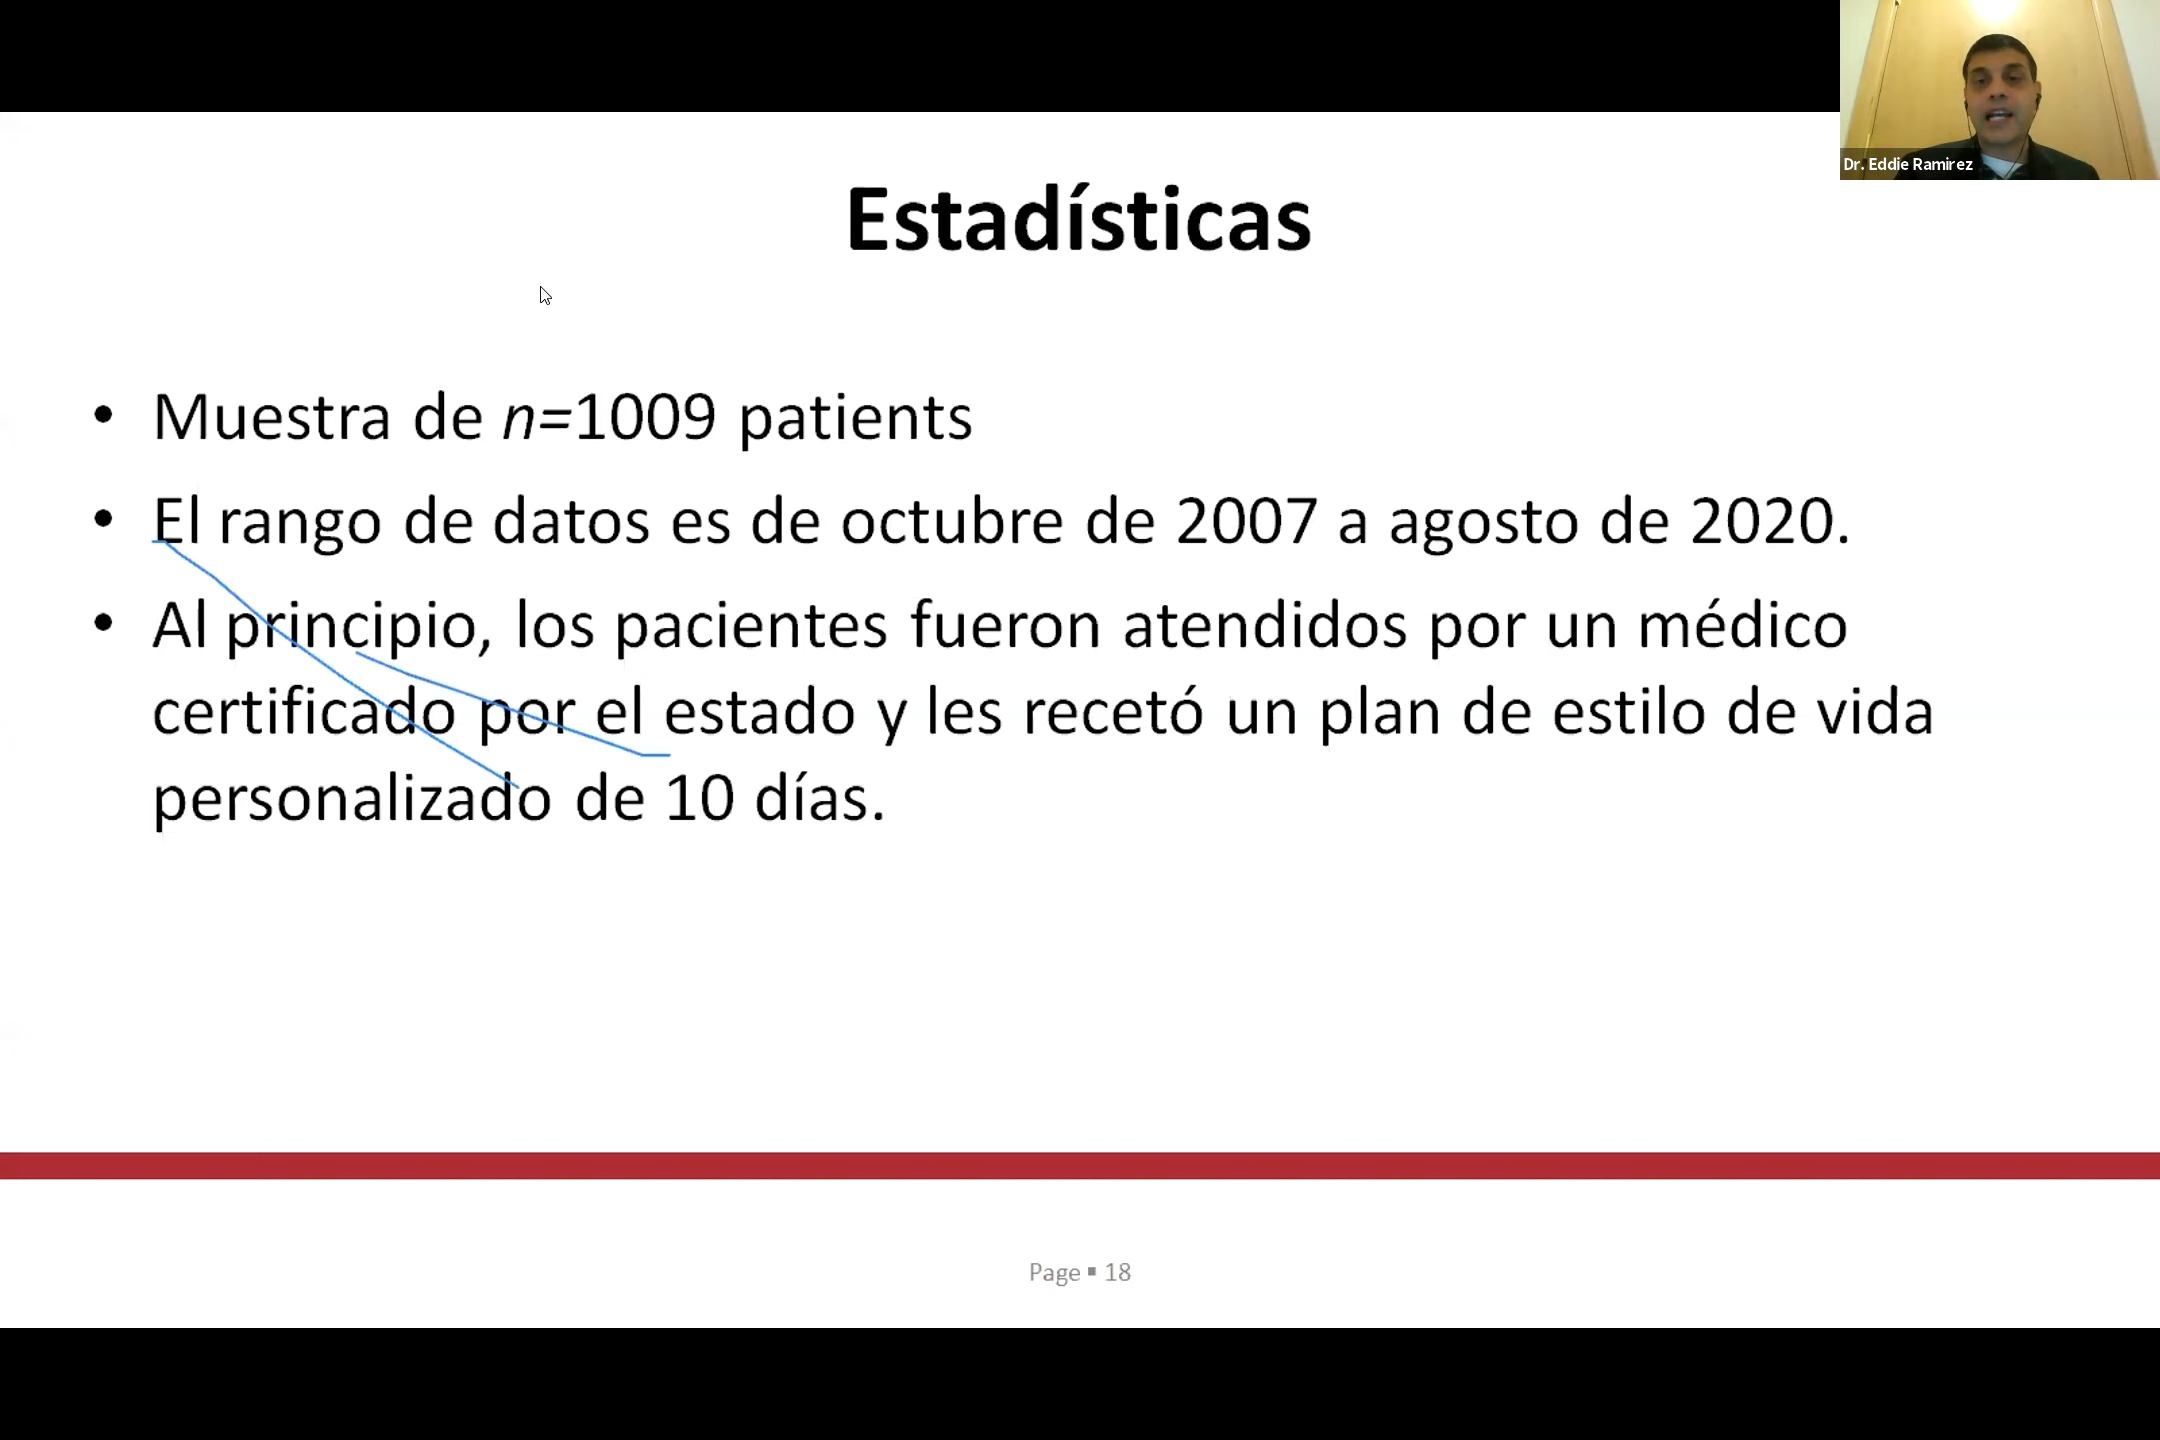 Dr. Eddie Ramirez
Estadísticas
• Muestra de n=1009 patients
• El rango de datos es de octubre de 2007 a agosto de 2020.
• Al principio, los pacientes fueron atendidos por un médico
certificado por el estado y les recetó un plan de estilo de vida
personalizado de 10 días.
Page ▪ 18